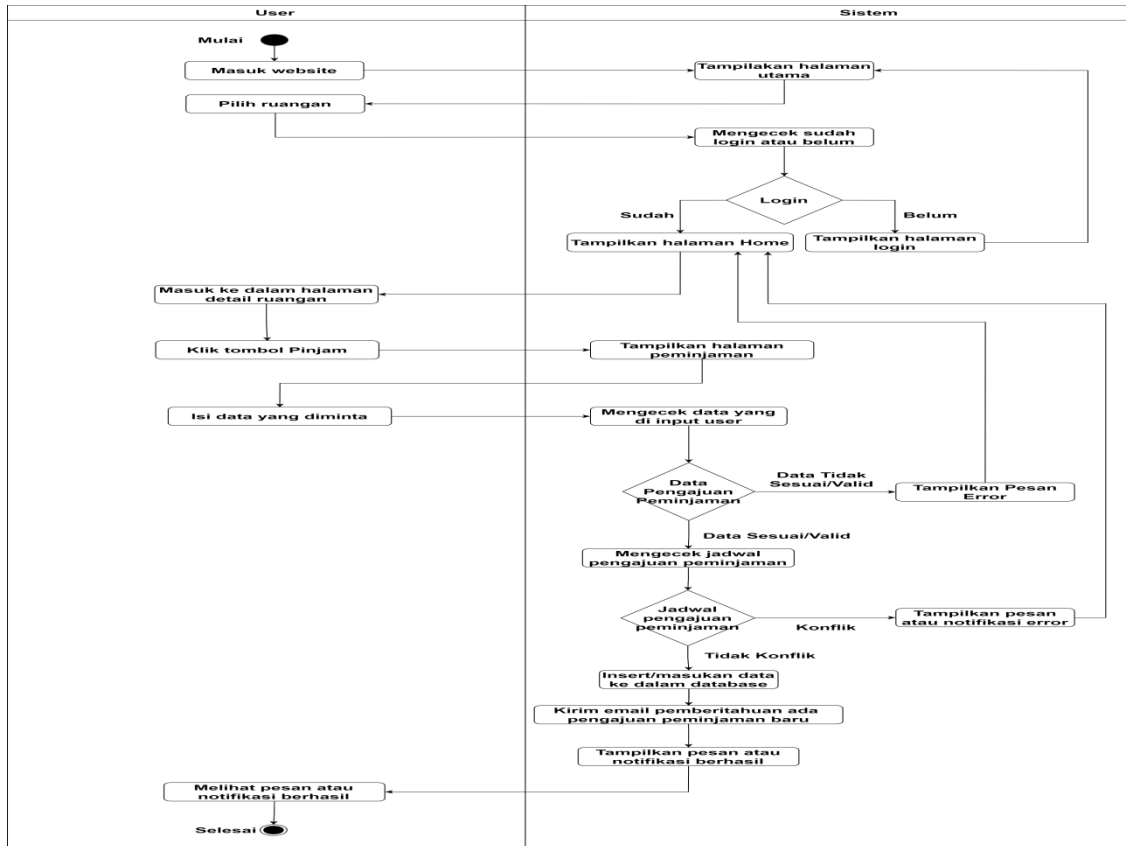 User
Sistem
Mulai
Masuk website
Tampilakan halaman
utama
Pilih ruangan
Mengecek sudah
login atau belum
Login
Sudah
Belum
Tampilkan halaman Home
Tampilkan halaman
login
Masuk ke dalam halaman
detail ruangan
Klik tombol Pinjam
Tampilkan halaman
peminjaman
Isi data yang diminta
Mengecek data yang
di input user
Data
Pengajuan
Peminjaman
Data Tidak
Sesuai/Valid
Tampilkan Pesan
Error
Data Sesuai/Valid
Mengecek jadwal
pengajuan peminjaman
Jadwal
pengajuan
peminjaman
Konflik
Tampilkan pesan
atau notifikasi error
Tidak Konflik
Insert/masukan data
ke dalam database
Kirim email pemberitahuan ada
pengajuan peminjaman baru
Tampilkan pesan atau
notifikasi berhasil
Melihat pesan atau
notifikasi berhasil
Selesai